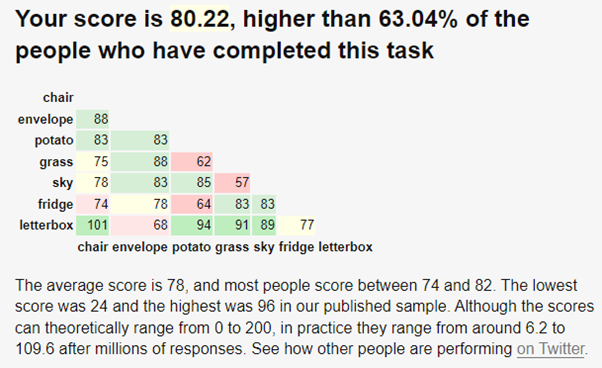 Your score is 80.22, higher than 63.04% of the
people who have completed this task
chair
envelope 88
potato 83 83
grass 75 88 62
sky 78 83 85 57
fridge 74 78 64 83 83
letterbox 101 68 94 91 89 77
chair envelope potato grass sky fridge letterbox
The average score is 78, and most people score between 74 and 82. The lowest
score was 24 and the highest was 96 in our published sample. Although the scores
can theoretically range from 0 to 200, in practice they range from around 6.2 to
109.6 after millions of responses. See how other people are performing on Twitter.